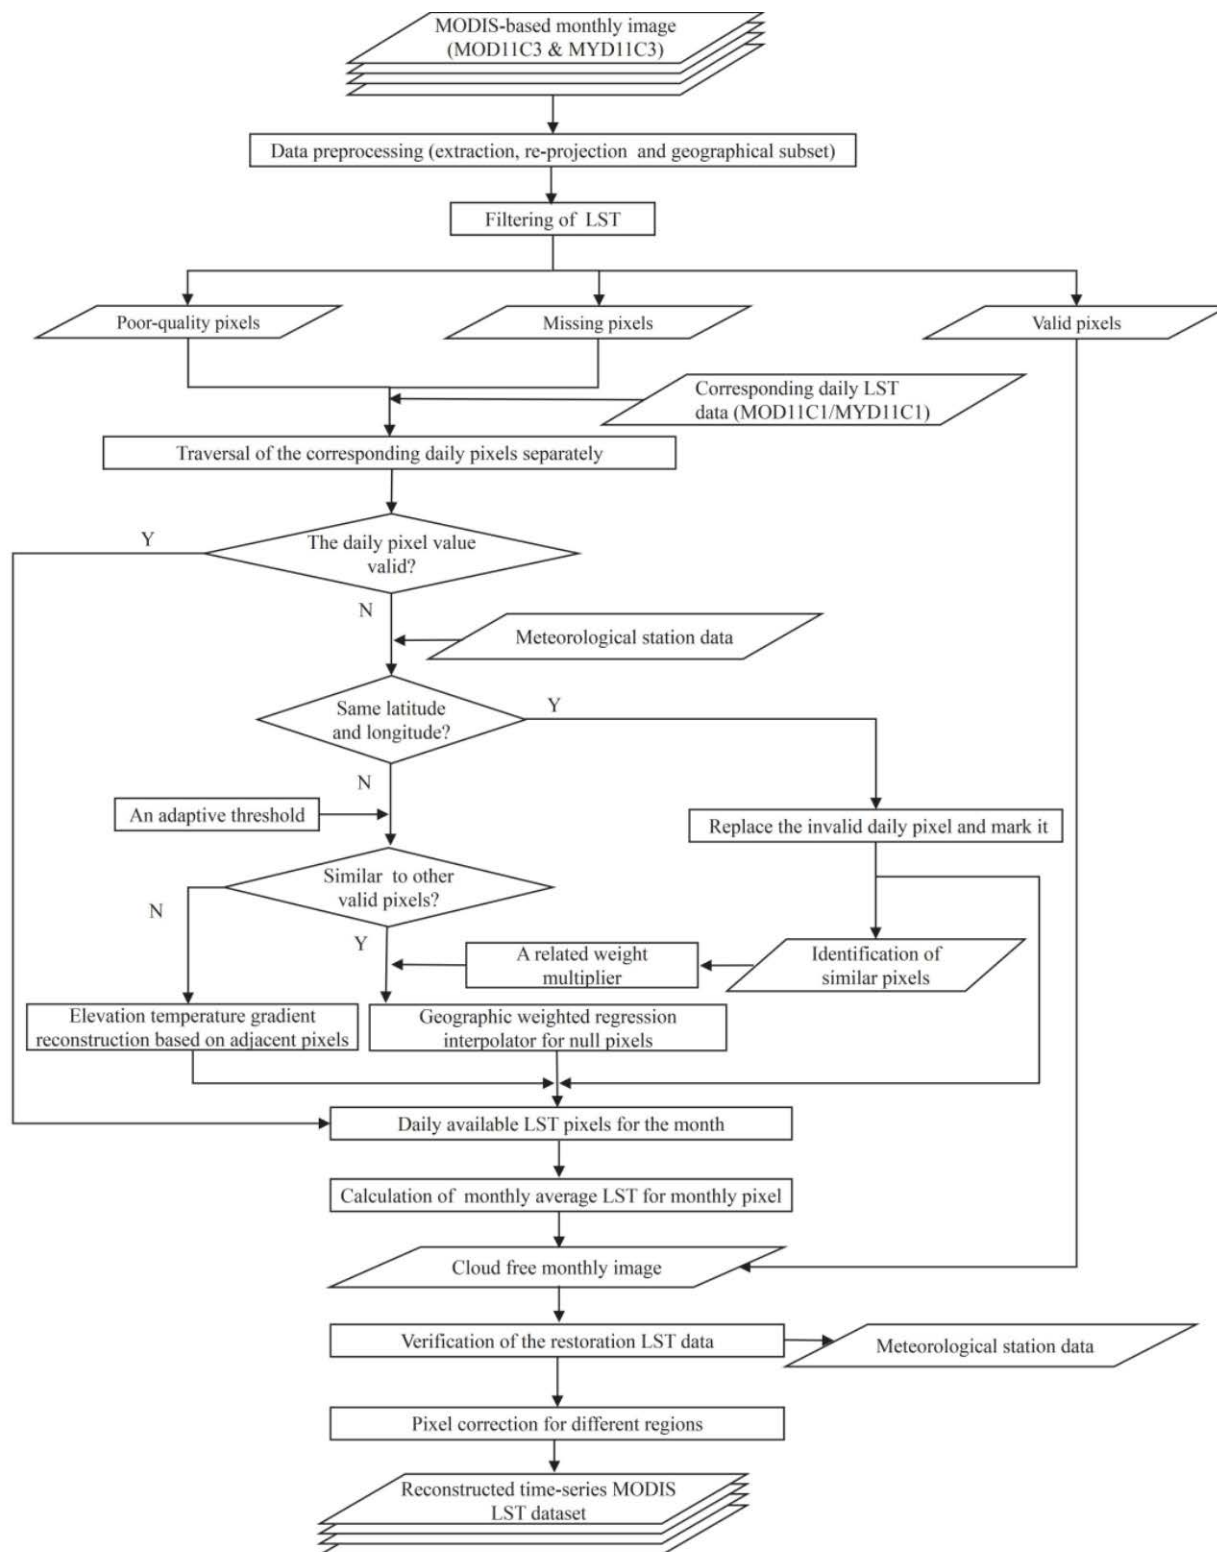 MODIS-based monthly image
(MOD11C3 & MYD11C3)
Data preprocessing (extraction, re-projection and geographical subset)
Filtering of LST
Poor-quality pixels
Missing pixels
Valid pixels
Corresponding daily LST
data (MOD11C1/MYD11C1)
Traversal of the corresponding daily pixels separately
Y
The daily pixel value
valid?
N
Meteorological station data
Same latitude
and longitude?
Y
N
An adaptive threshold
Replace the invalid daily pixel and mark it
Similar to other
valid pixels?
N
Y
A related weight
multiplier
Identification of
similar pixels
Elevation temperature gradient
reconstruction based on adjacent pixels
Geographic weighted regression
interpolator for null pixels
Daily available LST pixels for the month
Calculation of monthly average LST for monthly pixel
Cloud free monthly image
Verification of the restoration LST data
Meteorological station data
Pixel correction for different regions
Reconstructed time-series MODIS
LST dataset